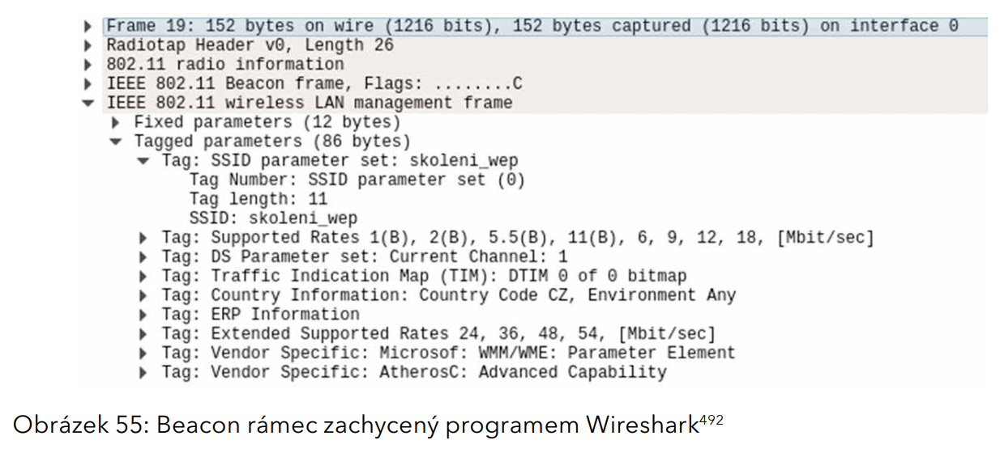 Frame 19: 152 bytes on wire (1216 bits), 152 bytes captured (1216 bits) on interface 0
Radiotap Header v0, Length 26
802.11 radio information
IEEE 802.11 Beacon frame, Flags: ........C
IEEE 802.11 wireless LAN management frame
Fixed parameters (12 bytes)
Tagged parameters (86 bytes)
Tag: SSID parameter set: skoleni_wep
Tag Number: SSID parameter set (0)
Tag length: 11
SSID: skoleni_wep
Tag: Supported Rates 1(B), 2(B), 5.5(B), 11(B), 6, 9, 12, 18, [Mbit/sec]
Tag: DS Parameter set: Current Channel: 1
Tag: Traffic Indication Map (TIM): DTIM 0 of 0 bitmap
Tag: Country Information: Country Code CZ, Environment Any
Tag: ERP Information
Tag: Extended Supported Rates 24, 36, 48, 54, [Mbit/sec]
Tag: Vendor Specific: Microsof: WMM/WME: Parameter Element
Tag: Vendor Specific: AtherosC: Advanced Capability
Obrázek 55: Beacon rámec zachycený programem Wireshark⁴⁹²